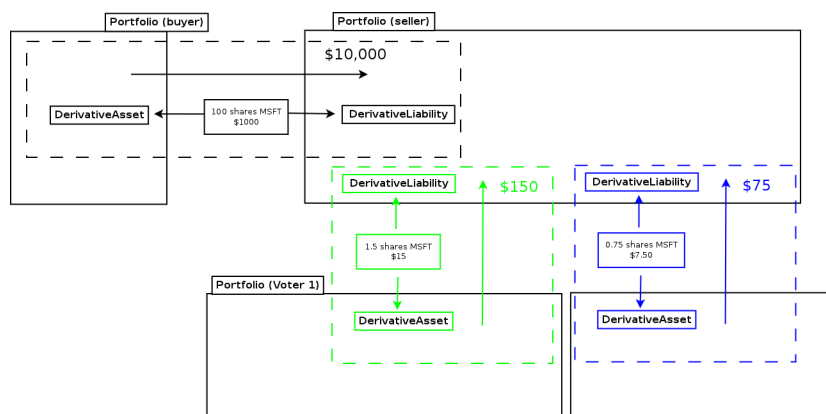 Portfolio (buyer)
Portfolio (seller)
$10,000
DerivativeAsset
100 shares MSFT
$1000
DerivativeLiability
DerivativeLiability
$150
DerivativeLiability
$75
1.5 shares MSFT
$15
0.75 shares MSFT
$7.50
Portfolio (Voter 1)
DerivativeAsset
DerivativeAsset